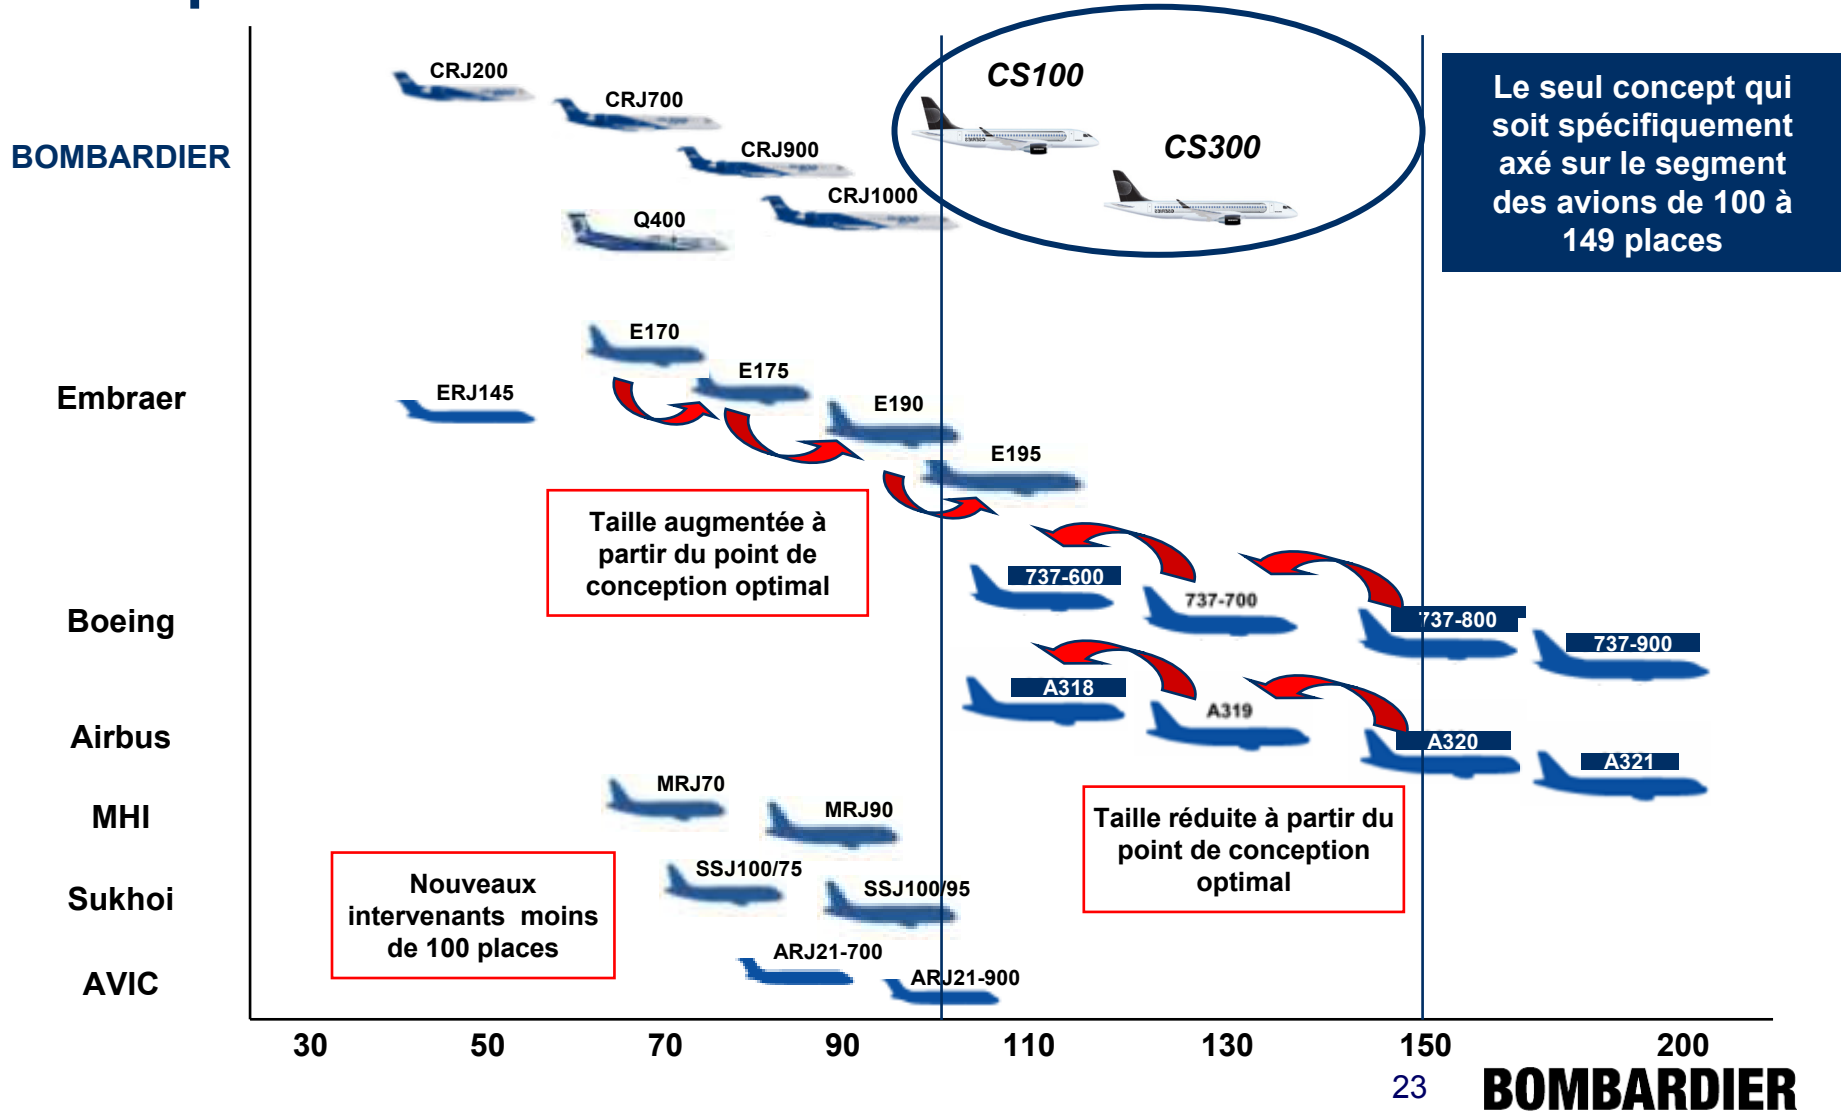 CRJ200
CRJ700
CRJ900
CRJ1000
Q400
CS100
CS300
BOMBARDIER
Le seul concept qui
soit spécifiquement
axé sur le segment
des avions de 100 à
149 places
Embraer
ERJ145
E170
E175
E190
E195
Taille augmentée à
partir du point de
conception optimal
Boeing
737-600
737-700
737-800
737-900
Airbus
A318
A319
A320
A321
MHI
MRJ70
MRJ90
Taille réduite à partir du
point de conception
optimal
Sukhoi
SSJ100/75
SSJ100/95
Nouveaux
intervenants moins
de 100 places
AVIC
ARJ21-700
ARJ21-900
30 50 70 90 110 130 150 200
23
BOMBARDIER